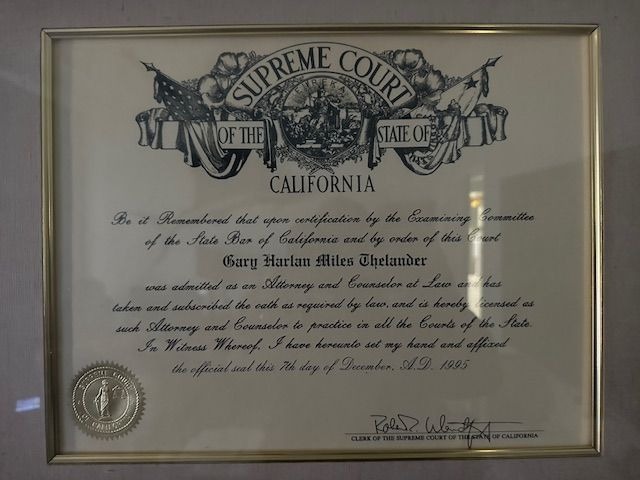 SUPREME COURT
EUREKA
OF THE
STATE OF
CALIFORNIA
Be it Remembered that upon certification by the Examining Committee
of the State Bar of California and by order of this Court
Gary Harlan Miles Thelander
was admitted as an Attorney and Counselor at Law and has
taken and subscribed the oath as required by law, and is hereby licensed as
such Attorney and Counselor to practice in all the Courts of the State.
In Witness Whereof, I have hereunto set my hand and affixed
the official seal this 7th day of December, A.D. 1995
SUPREME COURT
OF CALIFORNIA
CLERK OF THE SUPREME COURT OF THE STATE OF CALIFORNIA